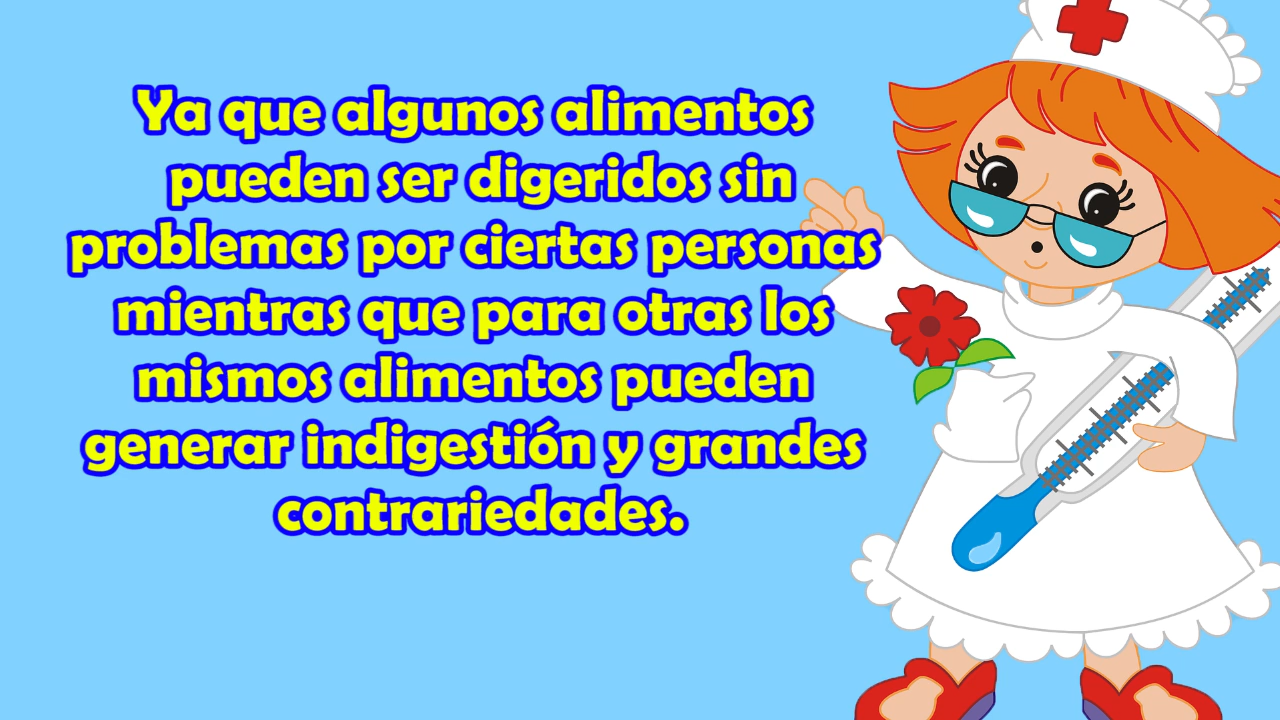 Ya que algunos alimentos
pueden ser digeridos sin
problemas por ciertas personas
mientras que para otras los
mismos alimentos pueden
generar indigestión y grandes
contrariedades.